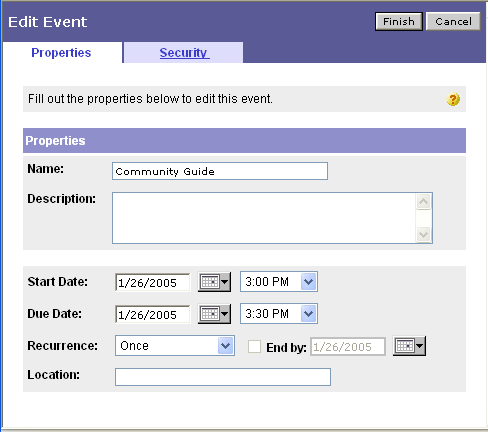 Edit Event
Finish
Cancel
Properties
Security
Fill out the properties below to edit this event.
?
Properties
Name:
Community Guide
Description:
Start Date:
1/26/2005
3:00 PM
Due Date:
1/26/2005
3:30 PM
Recurrence:
Once
End by:
1/26/2005
Location: